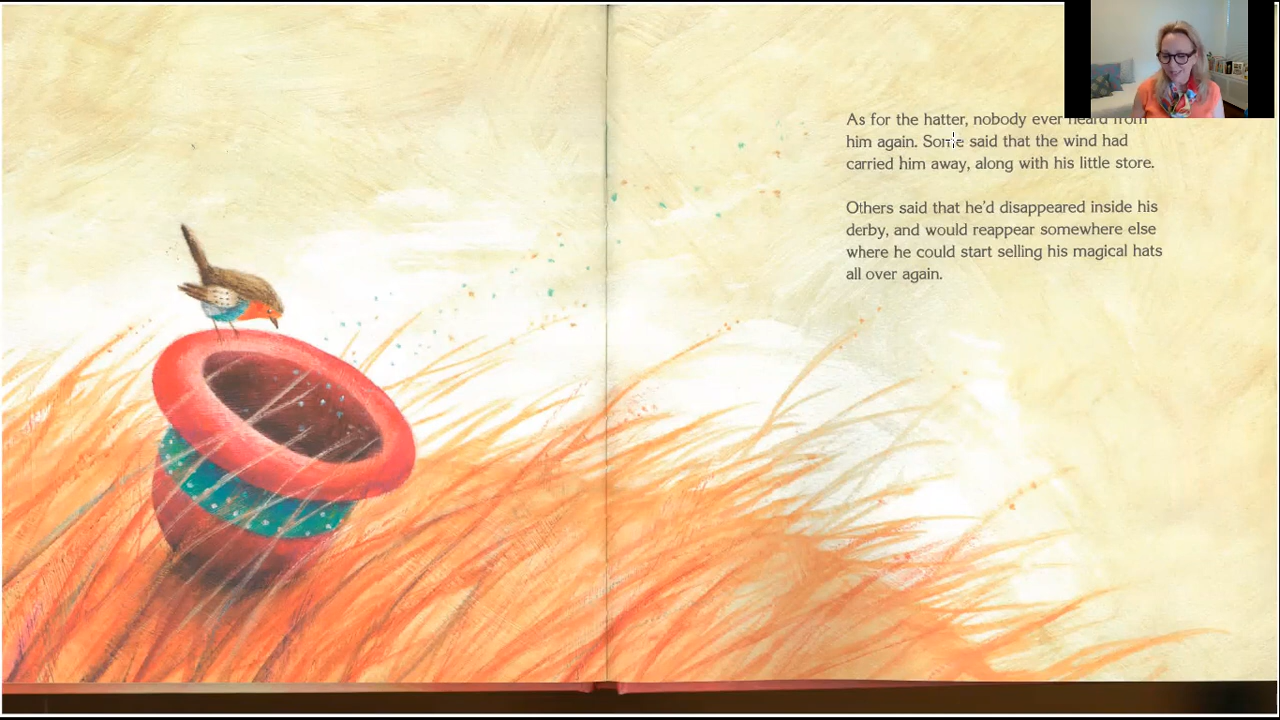 As for the hatter, nobody ever heard from
him again. Some said that the wind had
carried him away, along with his little store.
Others said that he'd disappeared inside his
derby, and would reappear somewhere else
where he could start selling his magical hats
all over again.